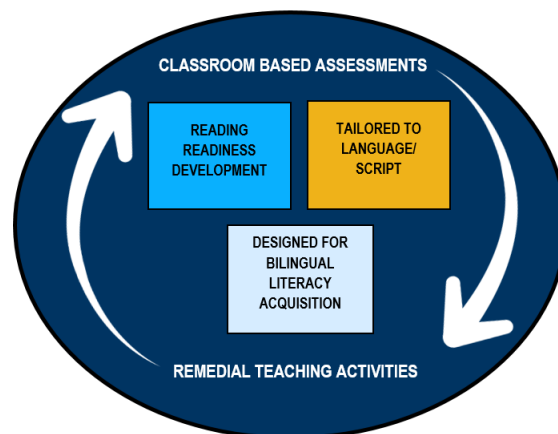 CLASSROOM BASED ASSESSMENTS
READING
READINESS
DEVELOPMENT
TAILORED TO
LANGUAGE/
SCRIPT
DESIGNED FOR
BILINGUAL
LITERACY
ACQUISITION
REMEDIAL TEACHING ACTIVITIES